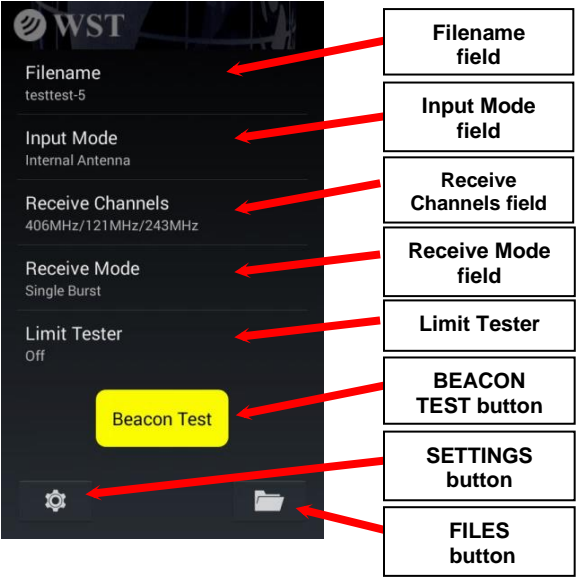 WST
Filename
testtest-5
Input Mode
Internal Antenna
Receive Channels
406MHz/121MHz/243MHz
Receive Mode
Single Burst
Limit Tester
Off
Beacon Test
Filename
field
Input Mode
field
Receive
Channels field
Receive Mode
field
Limit Tester
BEACON
TEST button
SETTINGS
button
FILES
button